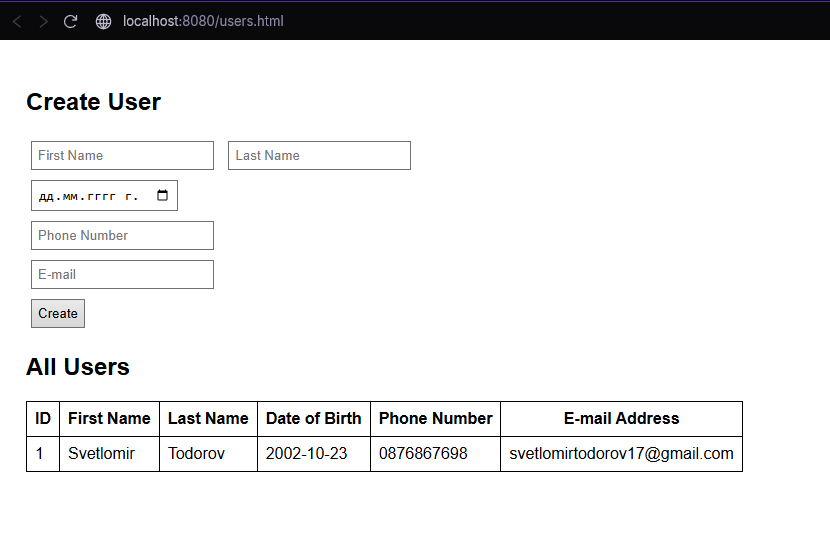 localhost:8080/users.html
Create User
First Name Last Name
дд.мм.гггг г.
Phone Number
E-mail
Create
All Users
ID First Name Last Name Date of Birth Phone Number E-mail Address
1 Svetlomir Todorov 2002-10-23 0876867698 svetlomirtodorov17@gmail.com